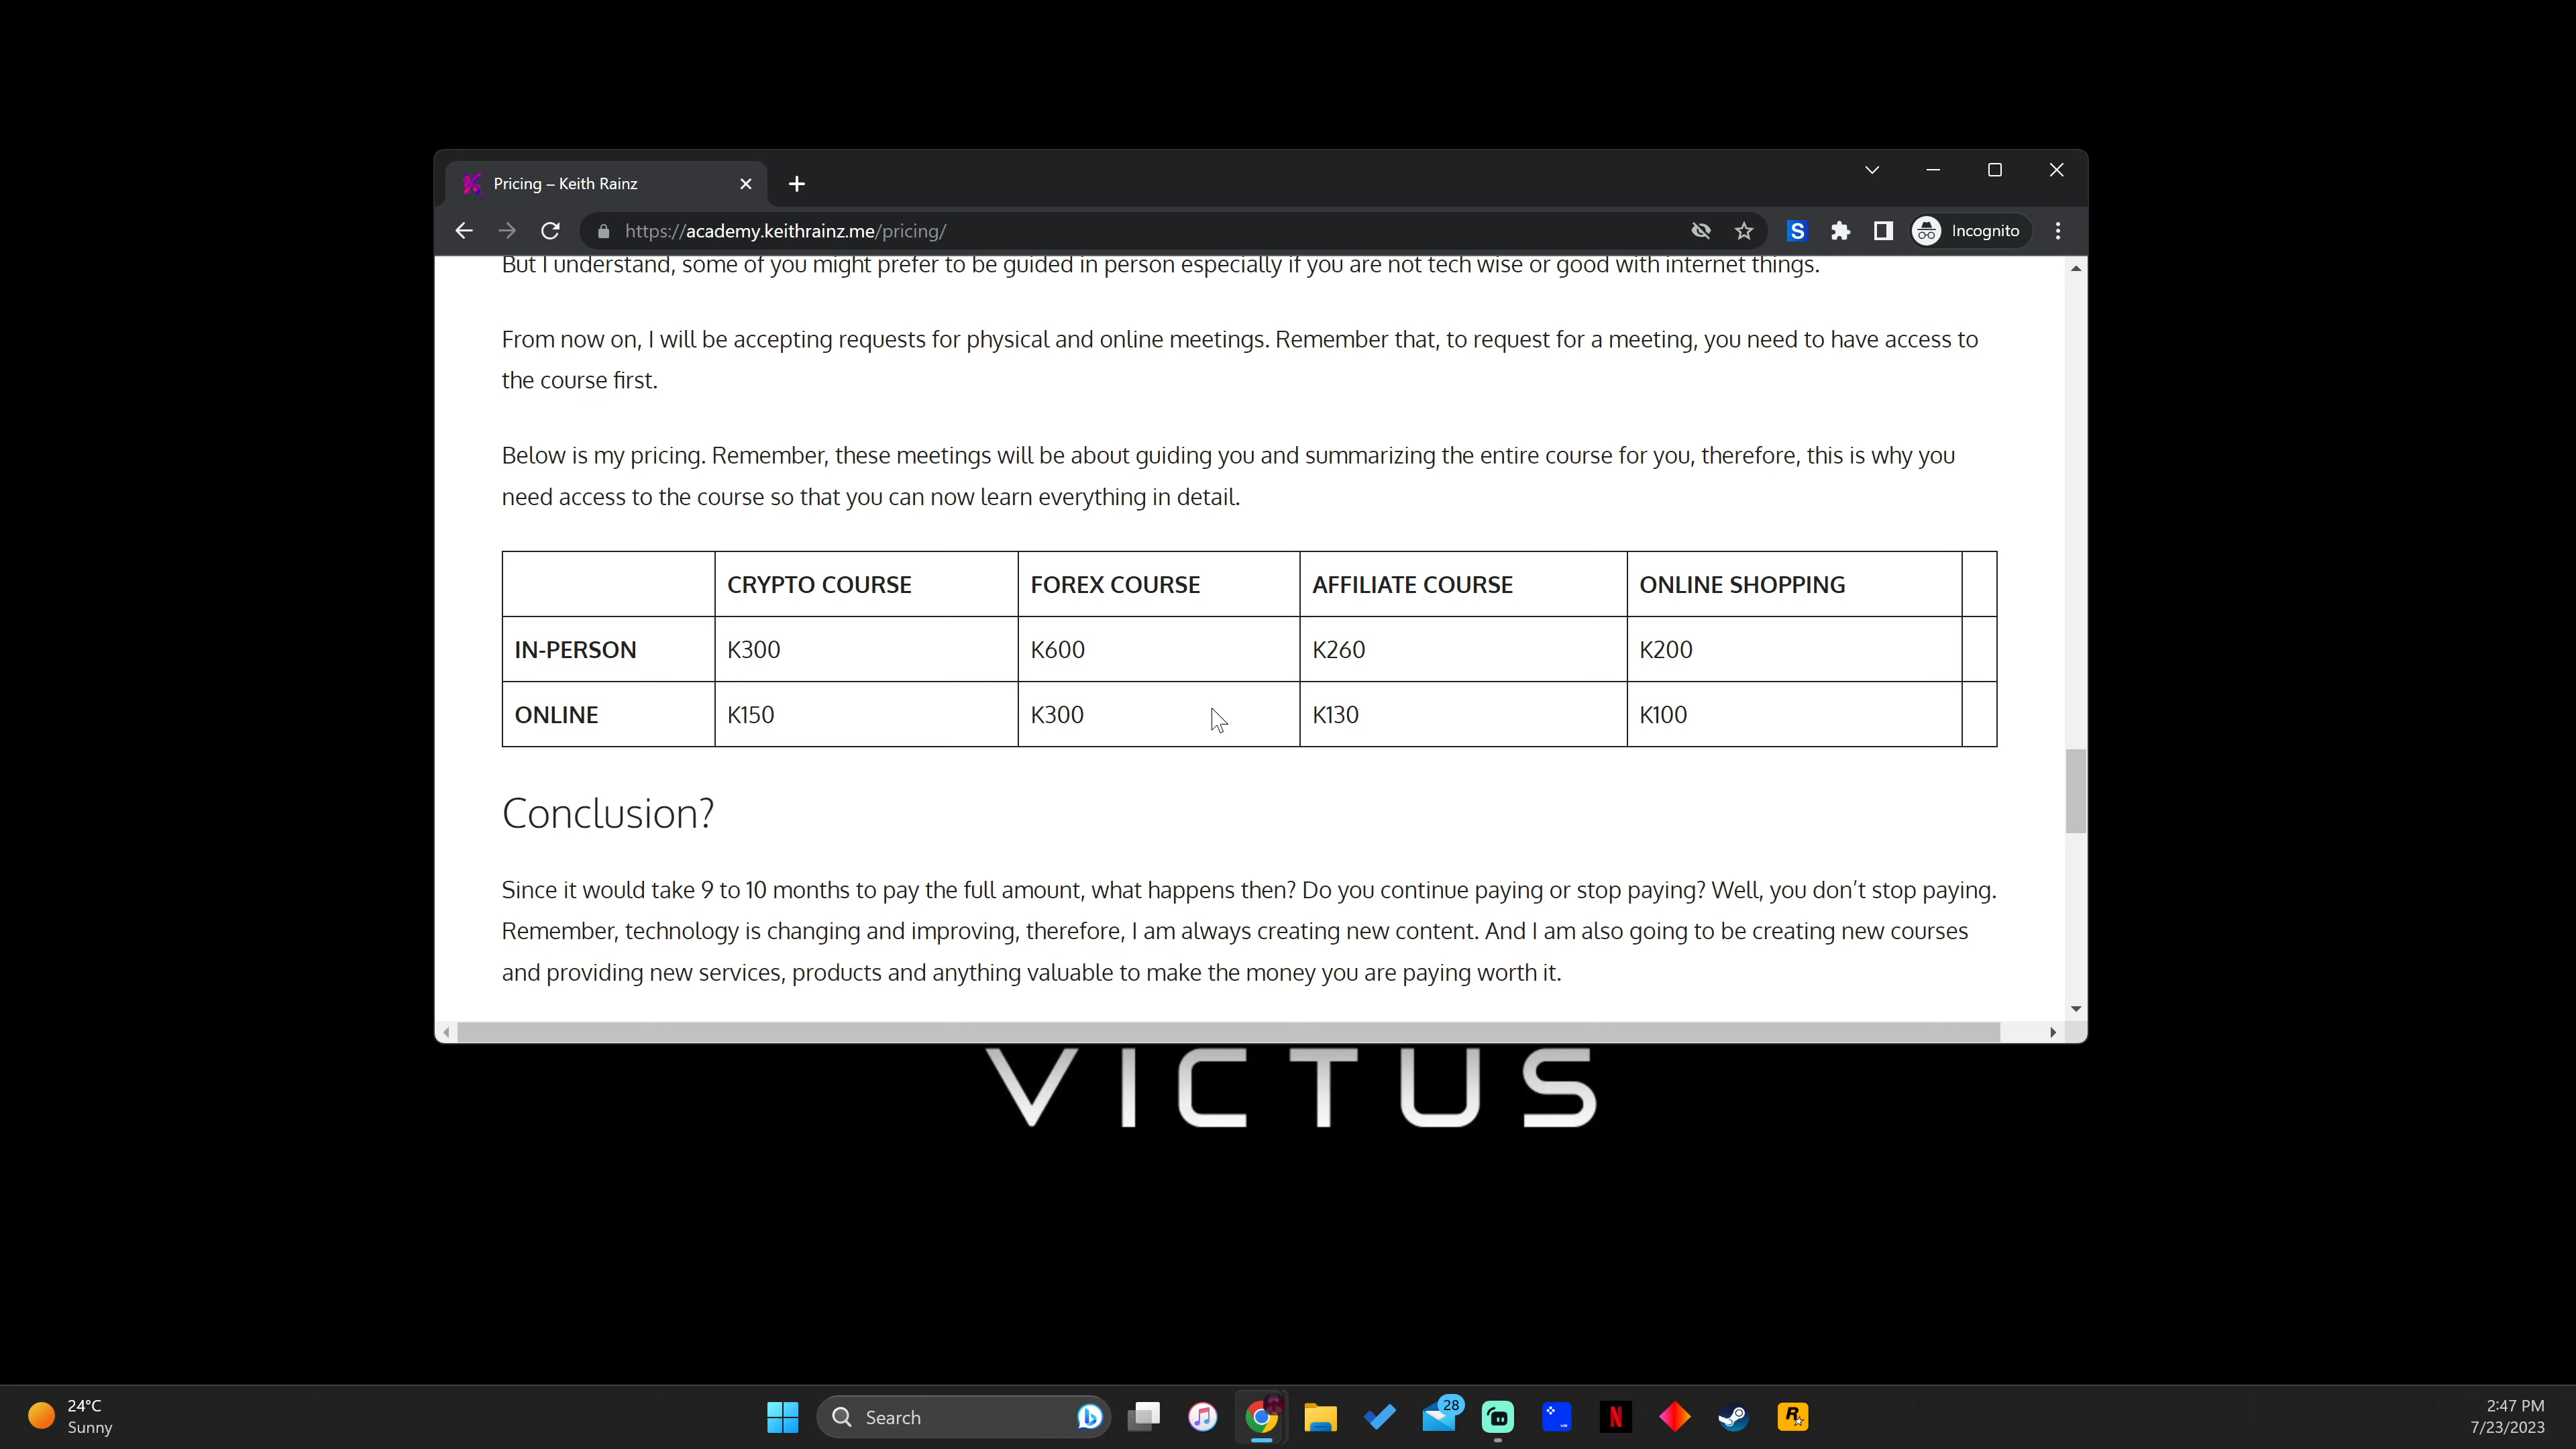 Pricing – Keith Rainz
https://academy.keithrainz.me/pricing/
S
Incognito
But I understand, some of you might prefer to be guided in person especially if you are not tech wise or good with internet things.
From now on, I will be accepting requests for physical and online meetings. Remember that, to request for a meeting, you need to have access to
the course first.
Below is my pricing. Remember, these meetings will be about guiding you and summarizing the entire course for you, therefore, this is why you
need access to the course so that you can now learn everything in detail.
CRYPTO COURSE FOREX COURSE AFFILIATE COURSE ONLINE SHOPPING
IN-PERSON K300 K600 K260 K200
ONLINE K150 K300 K130 K100
Conclusion?
Since it would take 9 to 10 months to pay the full amount, what happens then? Do you continue paying or stop paying? Well, you don’t stop paying.
Remember, technology is changing and improving, therefore, I am always creating new content. And I am also going to be creating new courses
and providing new services, products and anything valuable to make the money you are paying worth it.
VICTUS
24°C
Sunny
Search
28
N
R
2:47 PM
7/23/2023